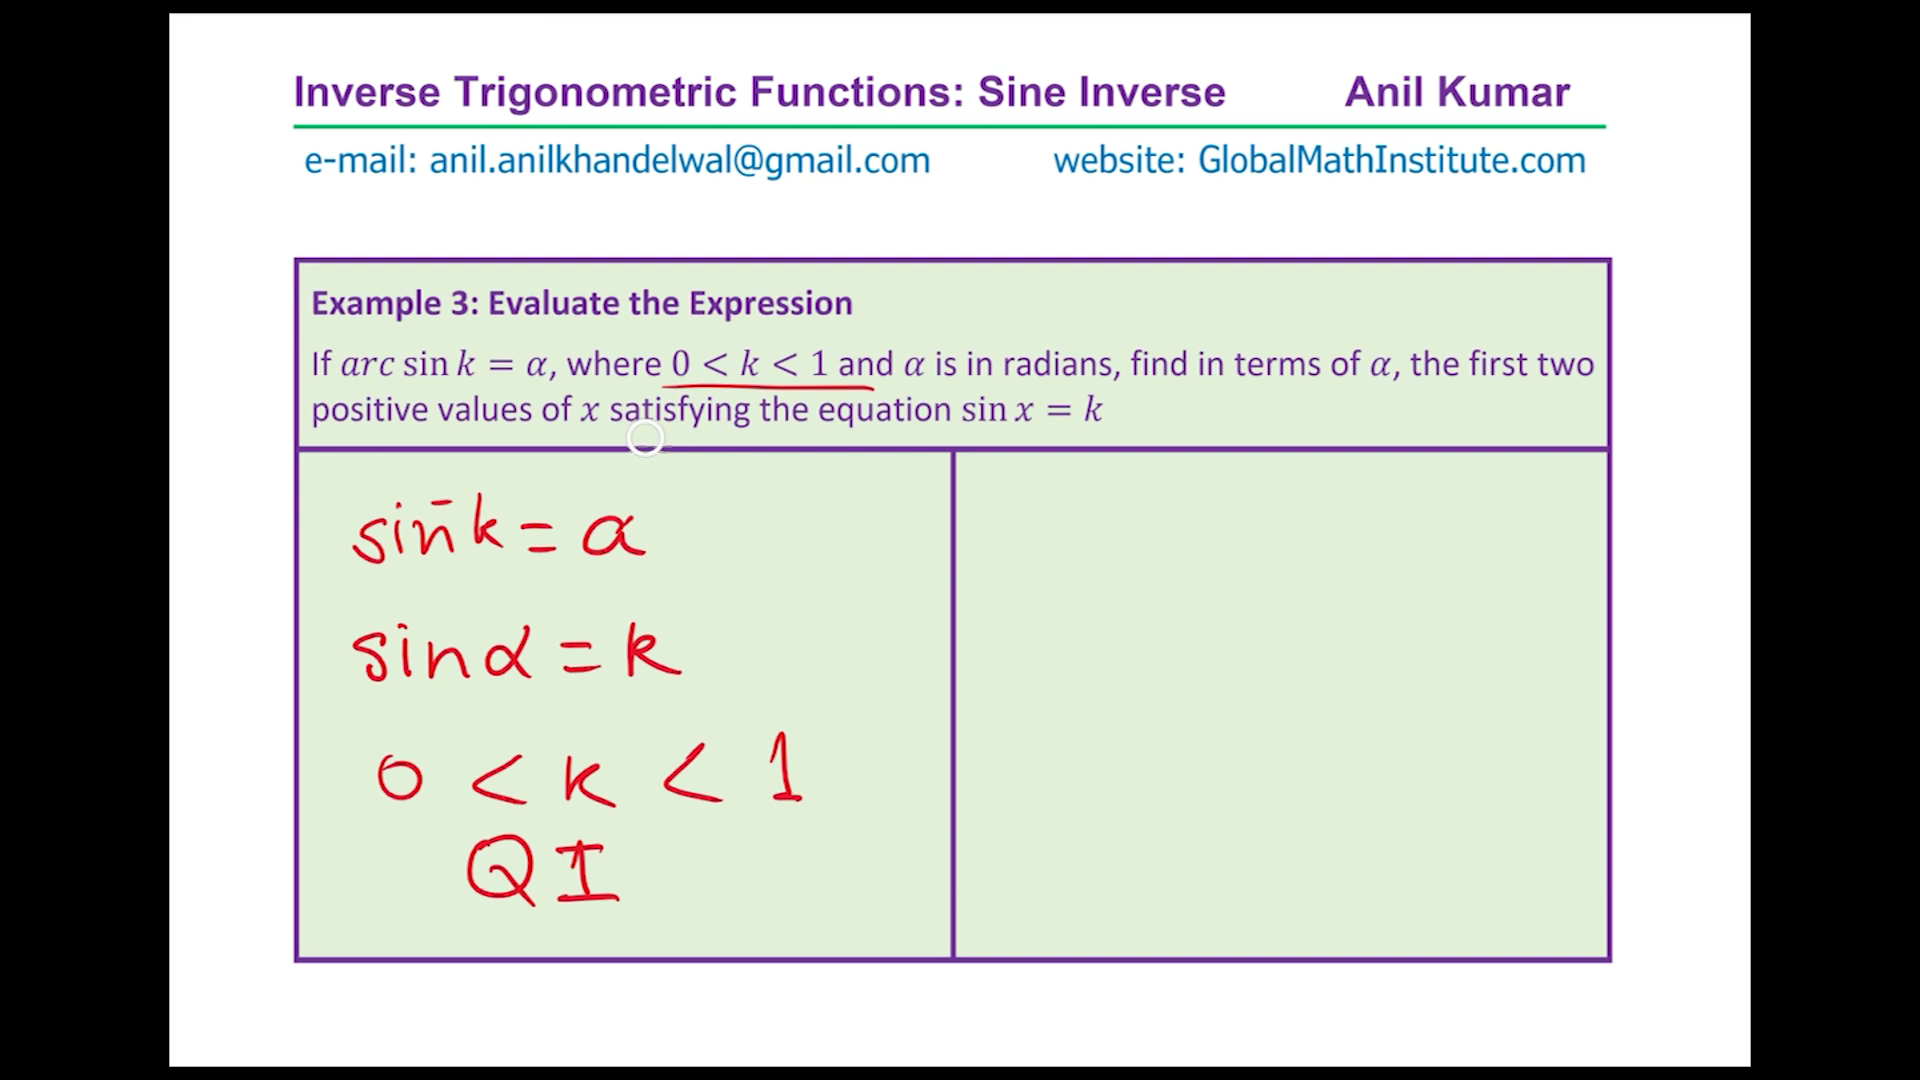 Inverse Trigonometric Functions: Sine Inverse Anil Kumar
e-mail: anil.anilkhandelwal@gmail.com website: GlobalMathInstitute.com
Example 3: Evaluate the Expression
If arc sin k = α, where 0 < k < 1 and α is in radians, find in terms of α, the first two
positive values of x satisfying the equation sin x = k
sin⁻k = α
sin α = k
0 < k < 1
Q I